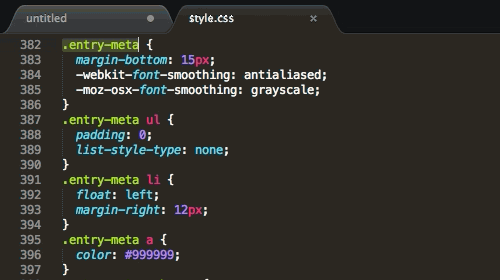 untitled
style.css
382 .entry-meta {
383 margin-bottom: 15px;
384 -webkit-font-smoothing: antialiased;
385 -moz-osx-font-smoothing: grayscale;
386 }
387 .entry-meta ul {
388 padding: 0;
389 list-style-type: none;
390 }
391 .entry-meta li {
392 float: left;
393 margin-right: 12px;
394 }
395 .entry-meta a {
396 color: #999999;
397 }